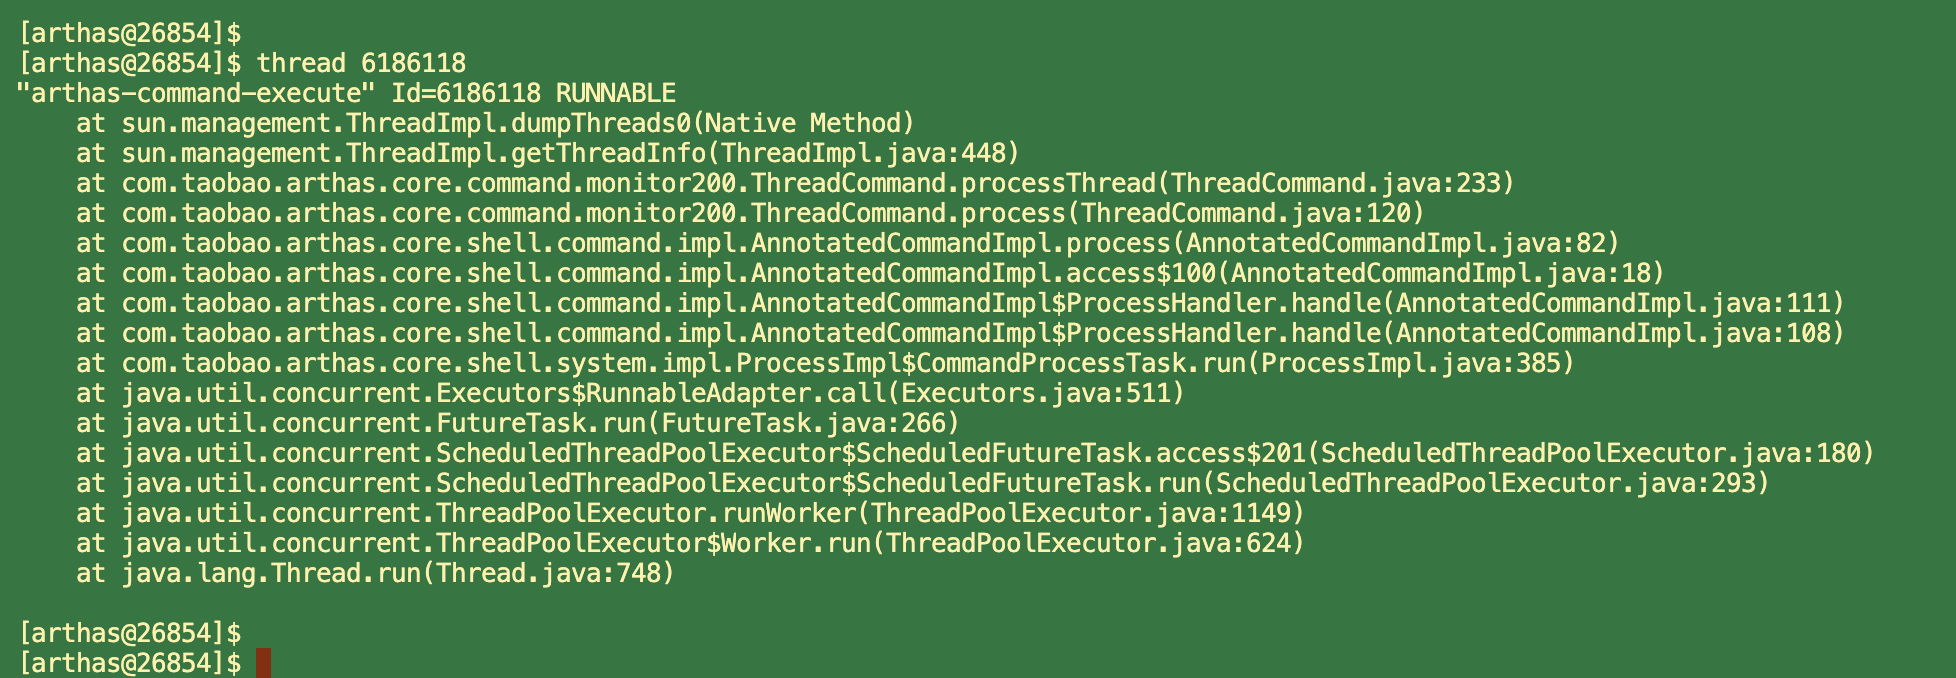 [arthas@26854]$
[arthas@26854]$ thread 6186118
"arthas-command-execute" Id=6186118 RUNNABLE
    at sun.management.ThreadImpl.dumpThreads0(Native Method)
    at sun.management.ThreadImpl.getThreadInfo(ThreadImpl.java:448)
    at com.taobao.arthas.core.command.monitor200.ThreadCommand.processThread(ThreadCommand.java:233)
    at com.taobao.arthas.core.command.monitor200.ThreadCommand.process(ThreadCommand.java:120)
    at com.taobao.arthas.core.shell.command.impl.AnnotatedCommandImpl.process(AnnotatedCommandImpl.java:82)
    at com.taobao.arthas.core.shell.command.impl.AnnotatedCommandImpl.access$100(AnnotatedCommandImpl.java:18)
    at com.taobao.arthas.core.shell.command.impl.AnnotatedCommandImpl$ProcessHandler.handle(AnnotatedCommandImpl.java:111)
    at com.taobao.arthas.core.shell.command.impl.AnnotatedCommandImpl$ProcessHandler.handle(AnnotatedCommandImpl.java:108)
    at com.taobao.arthas.core.shell.system.impl.ProcessImpl$CommandProcessTask.run(ProcessImpl.java:385)
    at java.util.concurrent.Executors$RunnableAdapter.call(Executors.java:511)
    at java.util.concurrent.FutureTask.run(FutureTask.java:266)
    at java.util.concurrent.ScheduledThreadPoolExecutor$ScheduledFutureTask.access$201(ScheduledThreadPoolExecutor.java:180)
    at java.util.concurrent.ScheduledThreadPoolExecutor$ScheduledFutureTask.run(ScheduledThreadPoolExecutor.java:293)
    at java.util.concurrent.ThreadPoolExecutor.runWorker(ThreadPoolExecutor.java:1149)
    at java.util.concurrent.ThreadPoolExecutor$Worker.run(ThreadPoolExecutor.java:624)
    at java.lang.Thread.run(Thread.java:748)
[arthas@26854]$
[arthas@26854]$